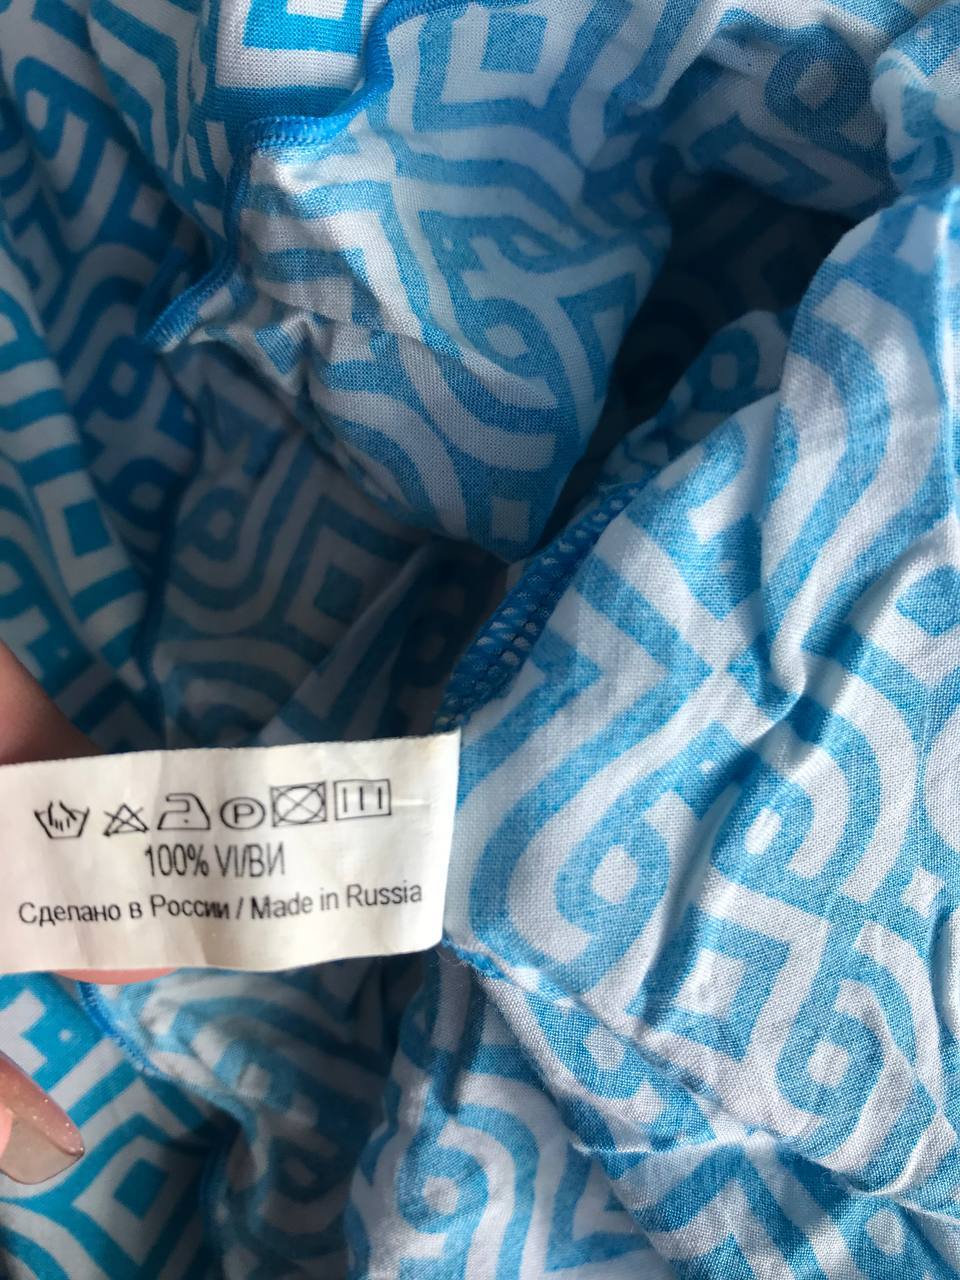 P
100% VI/ВИ
Сделано в России / Made in Russia